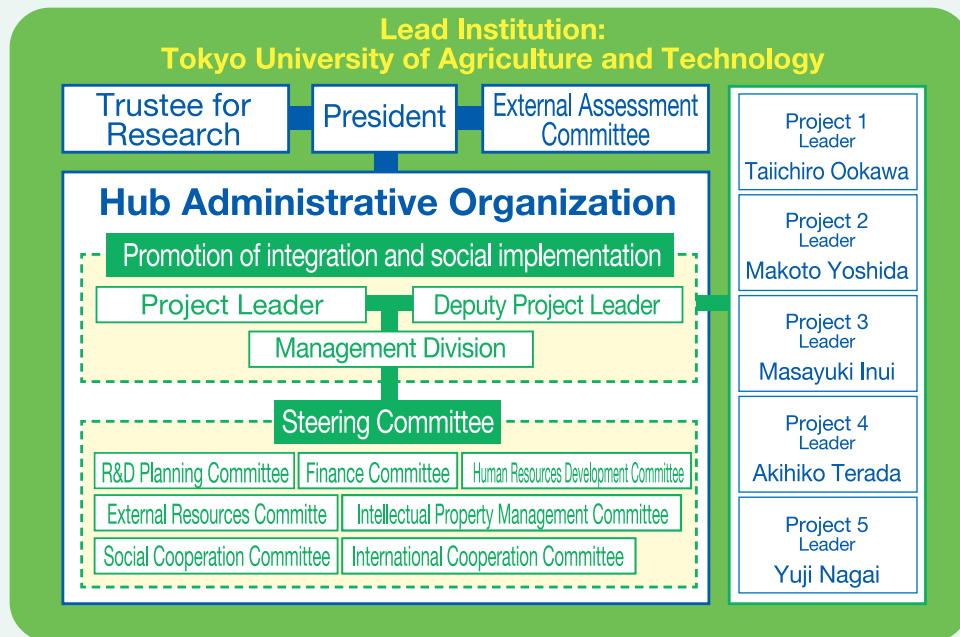 Lead Institution:
Tokyo University of Agriculture and Technology
Trustee for
Research
President
External Assessment
Committee
Hub Administrative Organization
Promotion of integration and social implementation
Project Leader
Deputy Project Leader
Management Division
Steering Committee
R&D Planning Committee
Finance Committee
Human Resources Development Committee
External Resources Committe
Intellectual Property Management Committee
Social Cooperation Committee
International Cooperation Committee
Project 1
Leader
Taiichiro Ookawa
Project 2
Leader
Makoto Yoshida
Project 3
Leader
Masayuki Inui
Project 4
Leader
Akihiko Terada
Project 5
Leader
Yuji Nagai